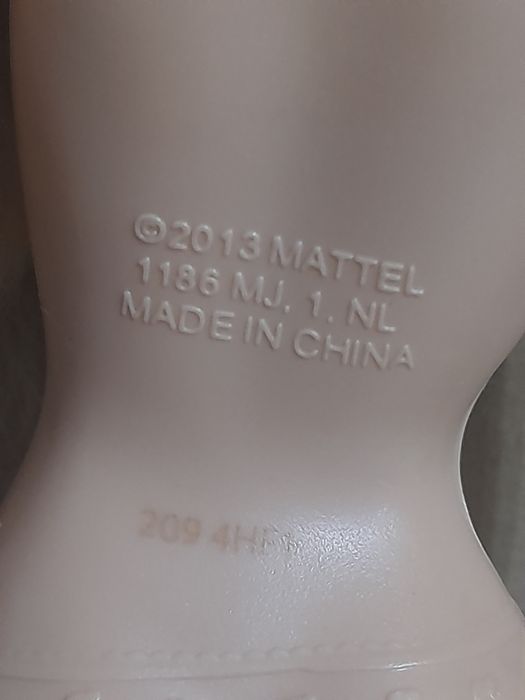 ©2013 MATTEL
1186 MJ. 1. NL
MADE IN CHINA
209